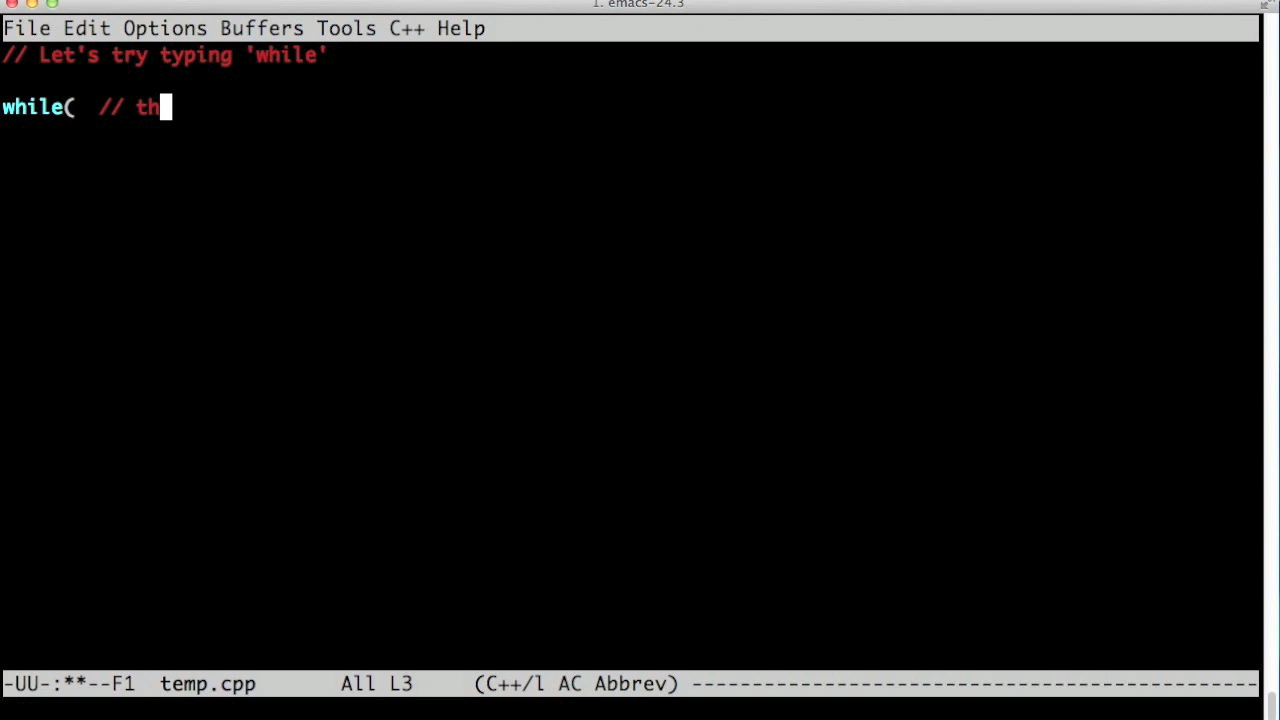 1. emacs-24.3
File Edit Options Buffers Tools C++ Help
// Let's try typing 'while'
while(  // th
-UU-:**--F1  temp.cpp       All L3     (C++/l AC Abbrev) -----------------------------------------------